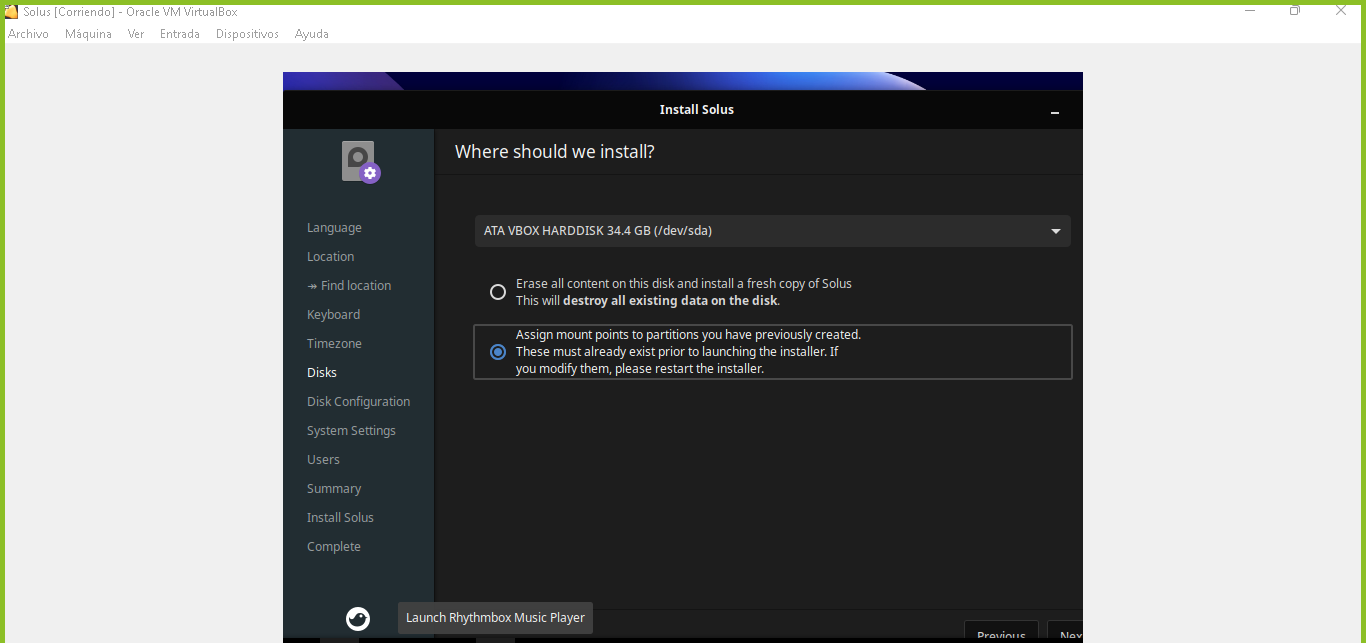 Solus [Corriendo] - Oracle VM VirtualBox
Archivo Máquina Ver Entrada Dispositivos Ayuda
Install Solus
Where should we install?
Language
Location
↠ Find location
Keyboard
Timezone
Disks
Disk Configuration
System Settings
Users
Summary
Install Solus
Complete
ATA VBOX HARDDISK 34.4 GB (/dev/sda)
Erase all content on this disk and install a fresh copy of Solus
This will destroy all existing data on the disk.
Assign mount points to partitions you have previously created.
These must already exist prior to launching the installer. If
you modify them, please restart the installer.
Launch Rhythmbox Music Player
Previous Nex